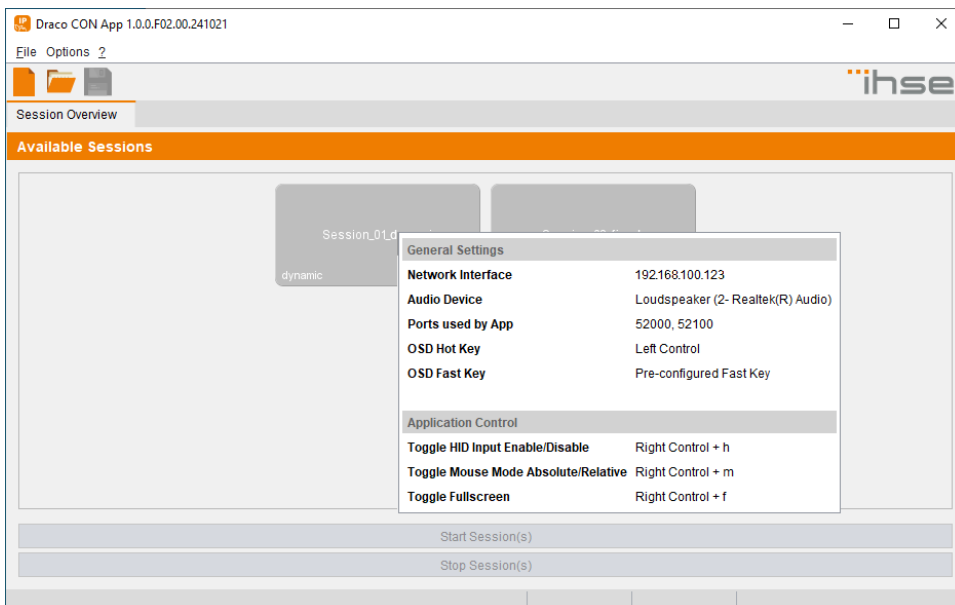 Draco CON App 1.0.0.F02.00.241021
File Options ?
ihse
Session Overview
Available Sessions
dynamic
General Settings
Network Interface 192.168.100.123
Audio Device Loudspeaker (2- Realtek(R) Audio)
Ports used by App 52000, 52100
OSD Hot Key Left Control
OSD Fast Key Pre-configured Fast Key
Application Control
Toggle HID Input Enable/Disable Right Control + h
Toggle Mouse Mode Absolute/Relative Right Control + m
Toggle Fullscreen Right Control + f
Start Session(s)
Stop Session(s)